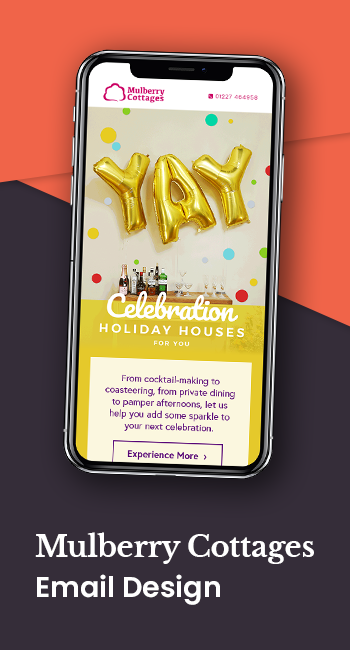 Mulberry
Cottages
01227 464958
YAY
Celebration
HOLIDAY HOUSES
FOR YOU
From cocktail-making to
coasteering, from private dining
to pamper afternoons, let us
help you add some sparkle to
your next celebration.
Experience More ›
Mulberry Cottages
Email Design